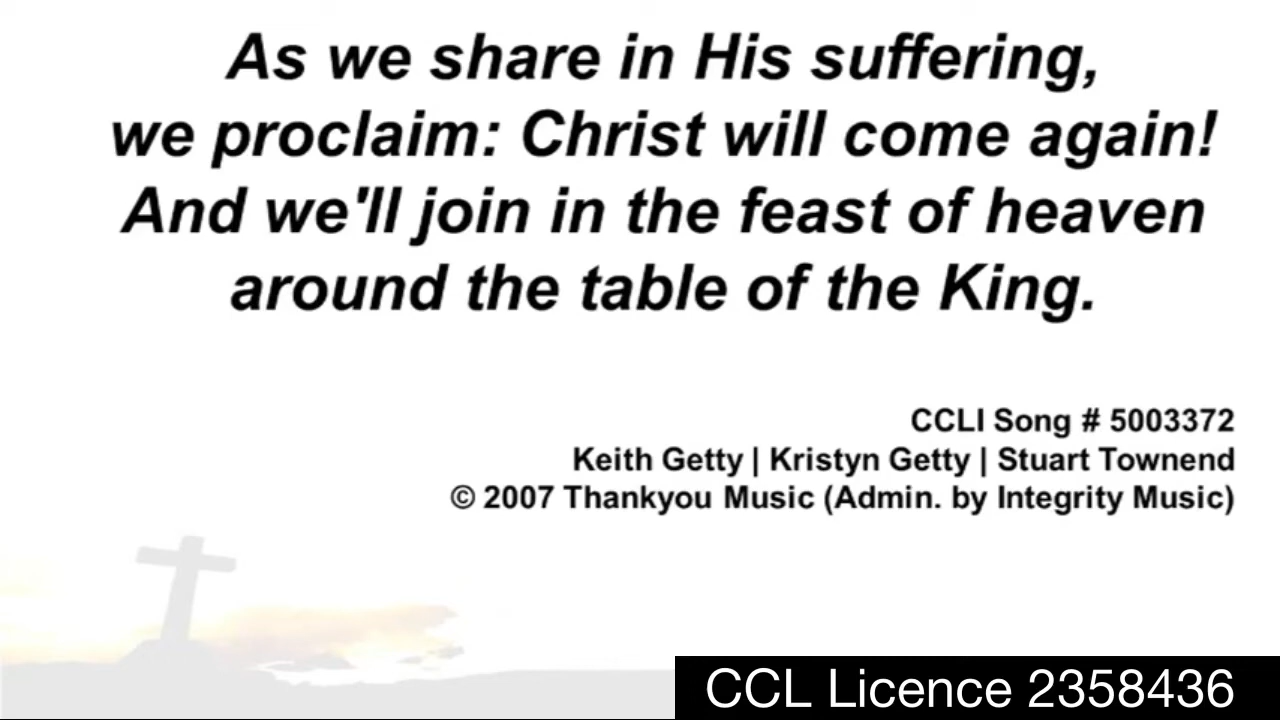 As we share in His suffering,
we proclaim: Christ will come again!
And we'll join in the feast of heaven
around the table of the King.
CCLI Song # 5003372
Keith Getty | Kristyn Getty | Stuart Townend
© 2007 Thankyou Music (Admin. by Integrity Music)
CCL Licence 2358436